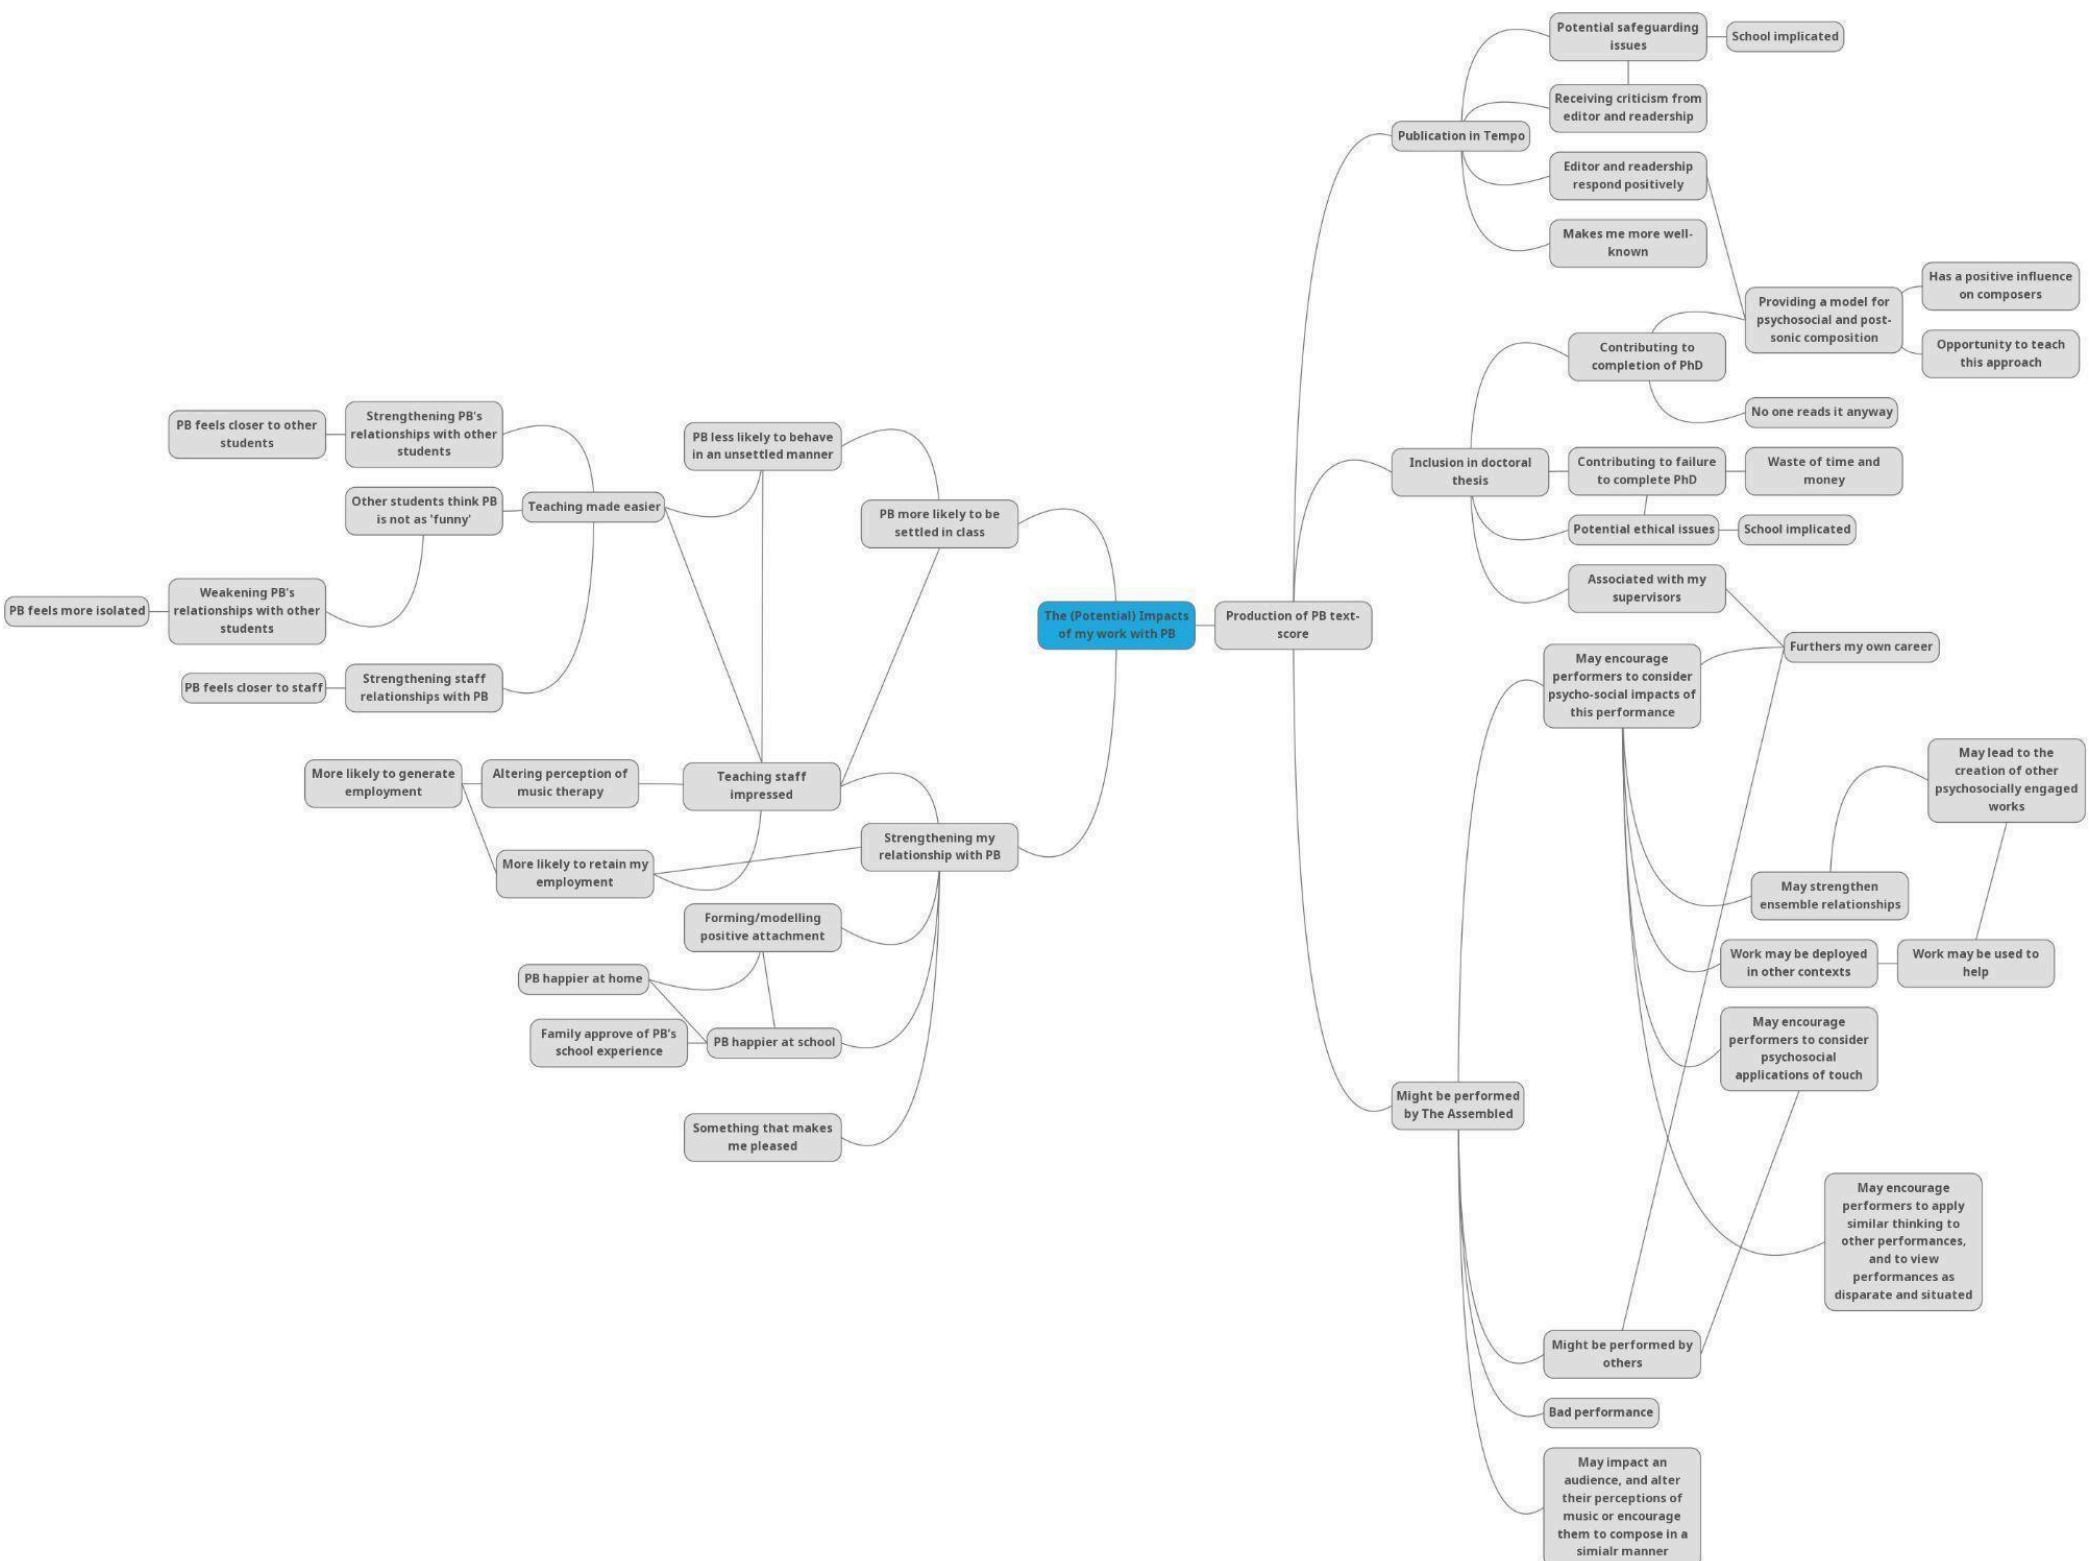 The (Potential) Impacts
of my work with PB
Production of PB text-
score
Publication in Tempo
Potential safeguarding
issues
School implicated
Receiving criticism from
editor and readership
Editor and readership
respond positively
Makes me more well-
known
Providing a model for
psychosocial and post-
sonic composition
Has a positive influence
on composers
Opportunity to teach
this approach
Inclusion in doctoral
thesis
Contributing to
completion of PhD
No one reads it anyway
Contributing to failure
to complete PhD
Waste of time and
money
Potential ethical issues
School implicated
Associated with my
supervisors
Furthers my own career
Might be performed
by The Assembled
May encourage
performers to consider
psycho-social impacts of
this performance
May lead to the
creation of other
psychosocially engaged
works
May strengthen
ensemble relationships
Work may be deployed
in other contexts
Work may be used to
help
May encourage
performers to consider
psychosocial
applications of touch
May encourage
performers to apply
similar thinking to
other performances,
and to view
performances as
disparate and situated
Might be performed by
others
Bad performance
May impact an
audience, and alter
their perceptions of
music or encourage
them to compose in a
simialr manner
PB more likely to be
settled in class
PB less likely to behave
in an unsettled manner
Teaching made easier
Strengthening PB's
relationships with other
students
PB feels closer to other
students
Other students think PB
is not as 'funny'
Weakening PB's
relationships with other
students
PB feels more isolated
Strengthening staff
relationships with PB
PB feels closer to staff
Teaching staff
impressed
Altering perception of
music therapy
More likely to generate
employment
More likely to retain my
employment
Strengthening my
relationship with PB
Forming/modelling
positive attachment
PB happier at home
Family approve of PB's
school experience
PB happier at school
Something that makes
me pleased